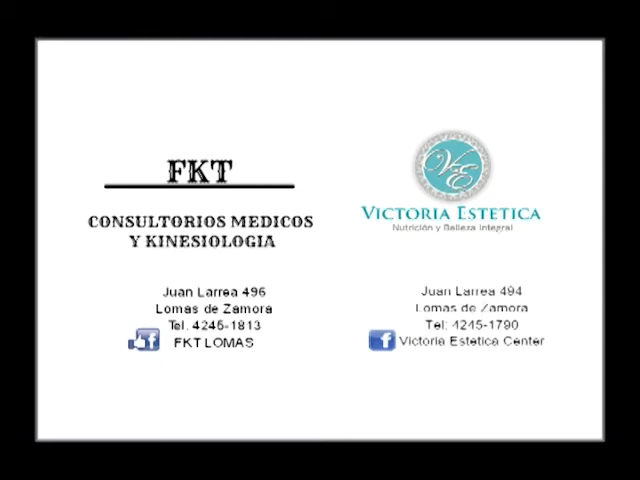 FKT
CONSULTORIOS MEDICOS
Y KINESIOLOGIA
Juan Larrea 496
Lomas de Zamora
Tel. 4245-1813
FKT LOMAS
VE
VICTORIA ESTETICA
Nutrición y Belleza Integral
Juan Larrea 494
Lomas de Zamora
Tel: 4245-1790
Victoria Estetica Center